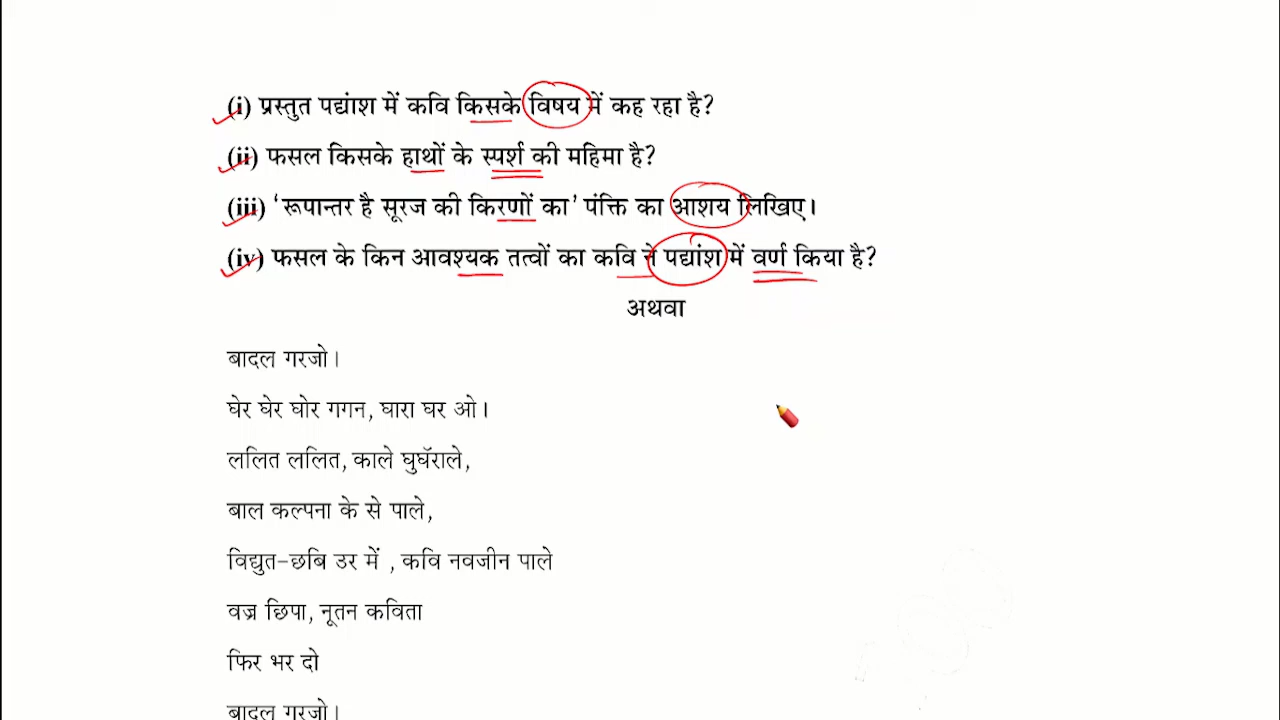 (i) प्रस्तुत पद्यांश में कवि किसके विषय में कह रहा है?
(ii) फसल किसके हाथों के स्पर्श की महिमा है?
(iii) ‘रूपान्तर है सूरज की किरणों का’ पंक्ति का आशय लिखिए।
(iv) फसल के किन आवश्यक तत्वों का कवि ने पद्यांश में वर्ण किया है?
अथवा
बादल गरजो।
घेर घेर घोर गगन, घारा घर ओ।
ललित ललित, काले घुघॅराले,
बाल कल्पना के से पाले,
विद्युत-छबि उर में , कवि नवजीन पाले
वज्र छिपा, नूतन कविता
फिर भर दो
बादल गरजो।